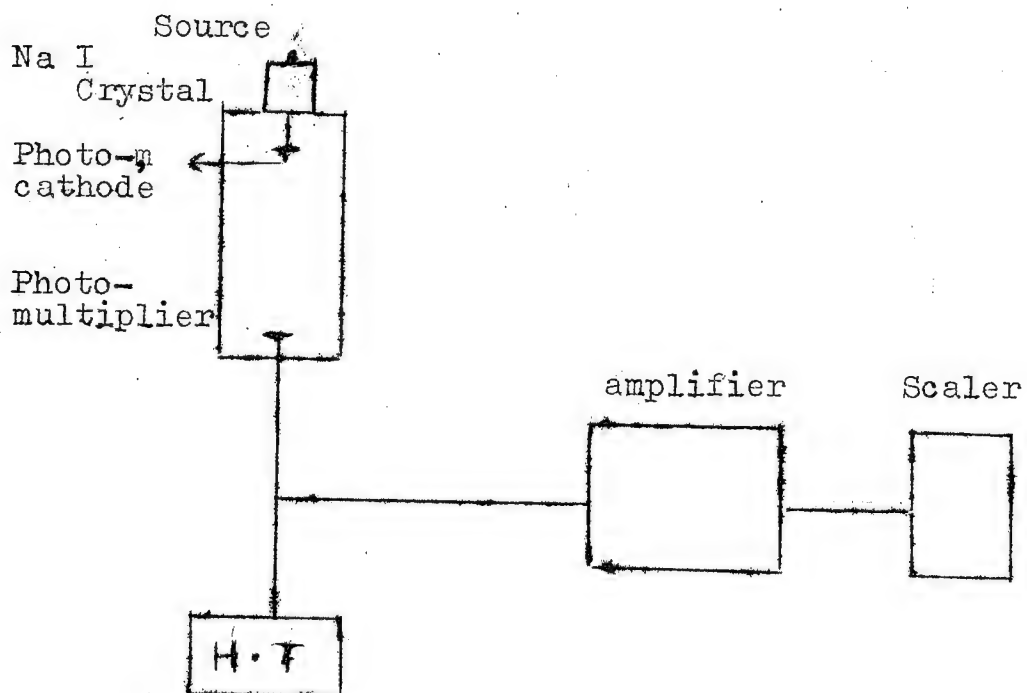 Source
Na I
Crystal
Photo-m
cathode
Photo-
multiplier
amplifier
Scaler
H.T